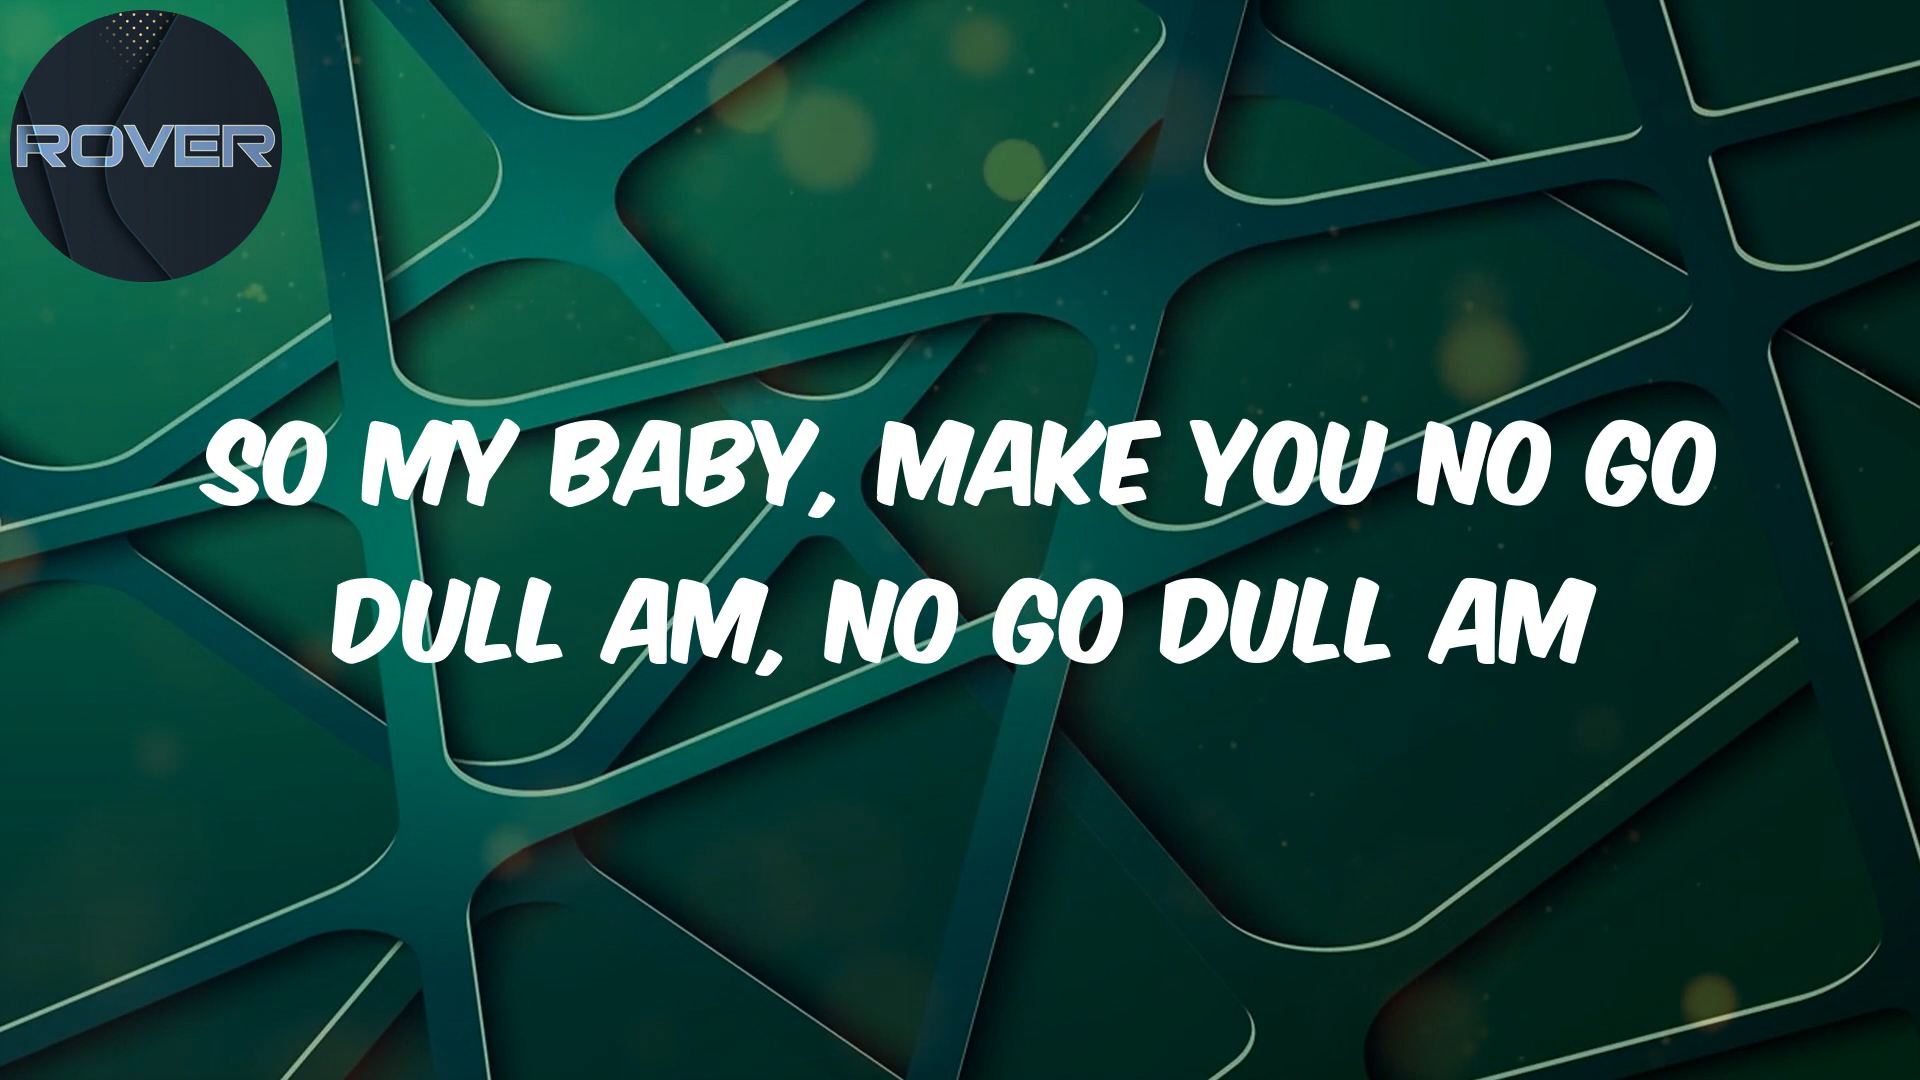 ROVER
SO MY BABY, MAKE YOU NO GO
DULL AM, NO GO DULL AM